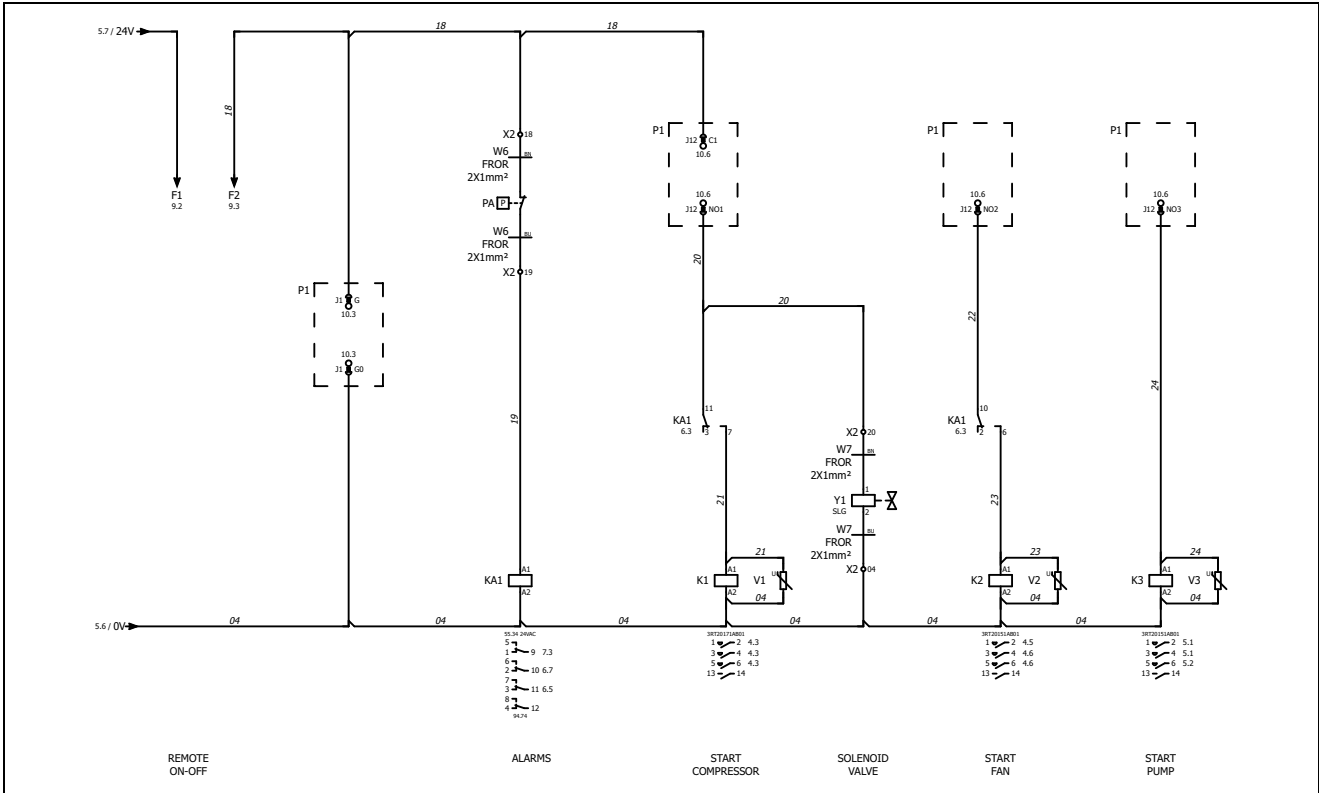 5.7 / 24V
18
18
18
F1
9.2
F2
9.3
X2 18
W6 BN
FROR
2X1mm²
PA P
W6 BU
FROR
2X1mm²
X2 19
P1
J1 G
10.3
10.3
J1 G0
19
KA1
A1
A2
P1
J12 C1
10.6
10.6
J12 NO1
20
20
KA1
6.3
11
3 7
21
21
K1
A1
A2
V1
U
04
X2 20
W7 BN
FROR
2X1mm²
Y1
SLG
1
2
W7 BU
FROR
2X1mm²
X2 04
P1
10.6
J12 NO2
22
KA1
6.3
10
2 6
23
23
K2
A1
A2
V2
U
04
P1
10.6
J12 NO3
24
24
K3
A1
A2
V3
U
04
5.6 / 0V
04
04
04
04
04
04
55.34 24VAC
5
1 9 7.3
6
2 10 6.7
7
3 11 6.5
8
4 12
94.74
3RT20171AB01
1 2 4.3
3 4 4.3
5 6 4.3
13 14
3RT20151AB01
1 2 4.5
3 4 4.6
5 6 4.6
13 14
3RT20151AB01
1 2 5.1
3 4 5.1
5 6 5.2
13 14
REMOTE
ON-OFF
ALARMS
START
COMPRESSOR
SOLENOID
VALVE
START
FAN
START
PUMP